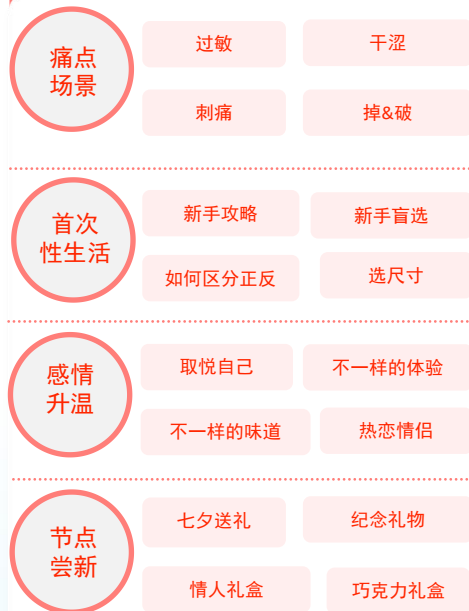 痛点
场景
过敏
干涩
刺痛
掉&破
首次
性生活
新手攻略
新手盲选
如何区分正反
选尺寸
感情
升温
取悦自己
不一样的体验
不一样的味道
热恋情侣
节点
尝新
七夕送礼
纪念礼物
情人礼盒
巧克力礼盒